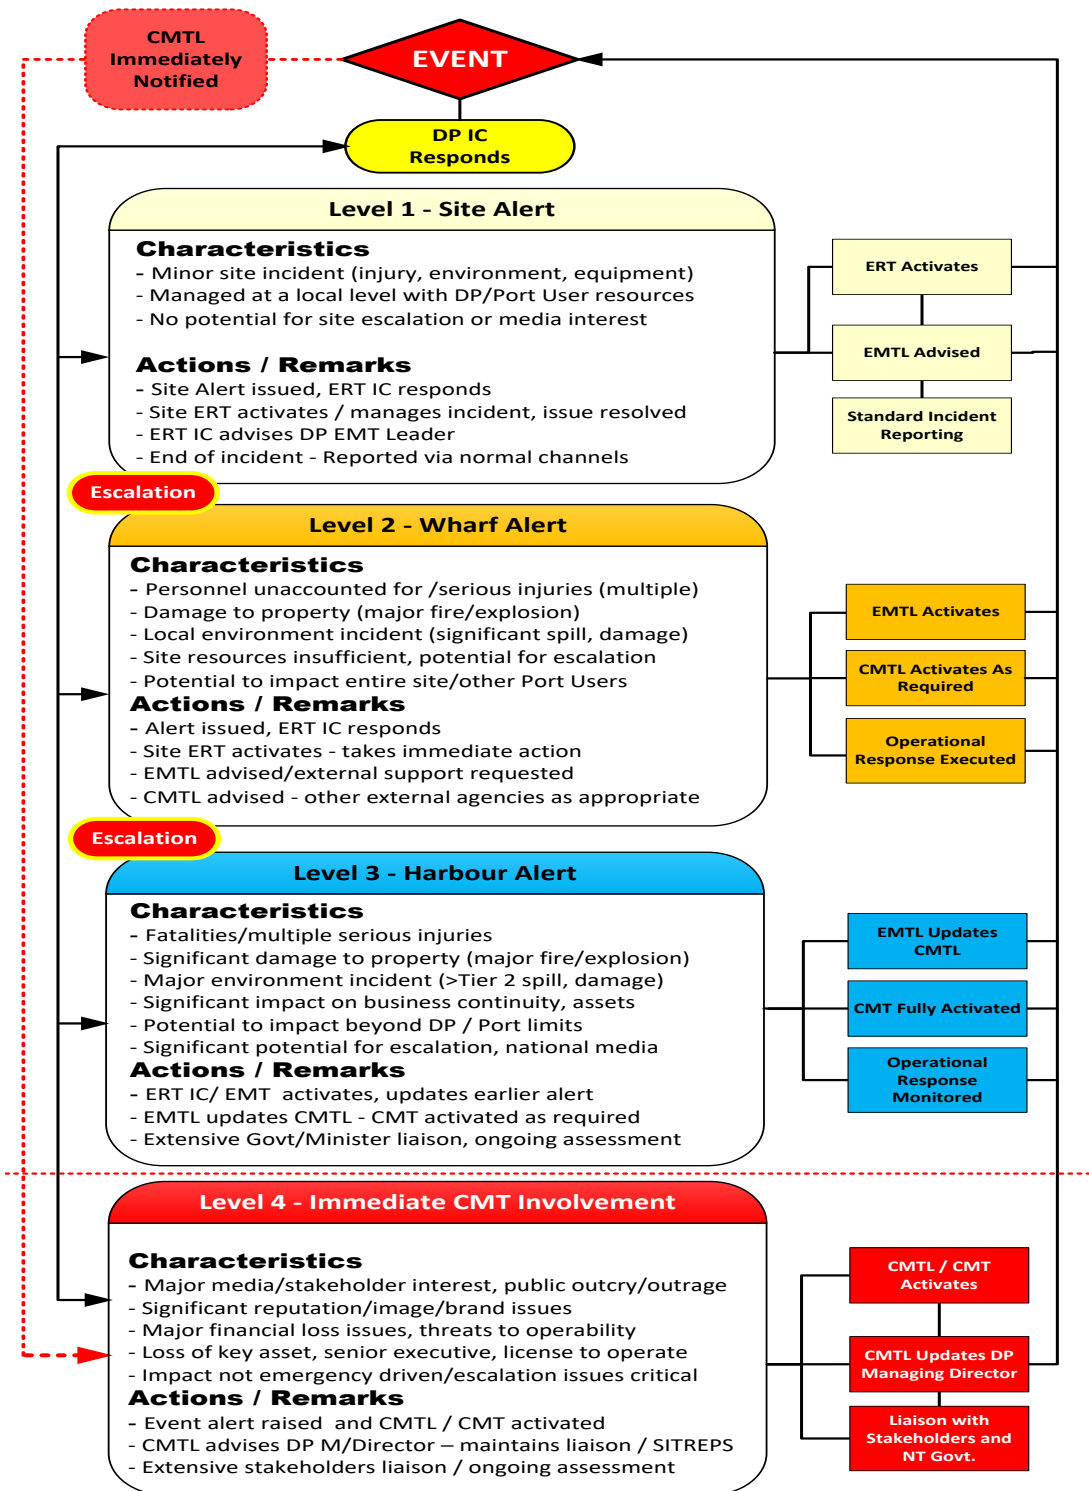 CMTL
Immediately
Notified
EVENT
DP IC
Responds
Level 1 - Site Alert
Characteristics
- Minor site incident (injury, environment, equipment)
- Managed at a local level with DP/Port User resources
- No potential for site escalation or media interest
Actions / Remarks
- Site Alert issued, ERT IC responds
- Site ERT activates / manages incident, issue resolved
- ERT IC advises DP EMT Leader
- End of incident - Reported via normal channels
ERT Activates
EMTL Advised
Standard Incident
Reporting
Escalation
Level 2 - Wharf Alert
Characteristics
- Personnel unaccounted for /serious injuries (multiple)
- Damage to property (major fire/explosion)
- Local environment incident (significant spill, damage)
- Site resources insufficient, potential for escalation
- Potential to impact entire site/other Port Users
Actions / Remarks
- Alert issued, ERT IC responds
- Site ERT activates - takes immediate action
- EMTL advised/external support requested
- CMTL advised - other external agencies as appropriate
EMTL Activates
CMTL Activates As
Required
Operational
Response Executed
Escalation
Level 3 - Harbour Alert
Characteristics
- Fatalities/multiple serious injuries
- Significant damage to property (major fire/explosion)
- Major environment incident (>Tier 2 spill, damage)
- Significant impact on business continuity, assets
- Potential to impact beyond DP / Port limits
- Significant potential for escalation, national media
Actions / Remarks
- ERT IC/ EMT activates, updates earlier alert
- EMTL updates CMTL - CMT activated as required
- Extensive Govt/Minister liaison, ongoing assessment
EMTL Updates
CMTL
CMT Fully Activated
Operational
Response
Monitored
Level 4 - Immediate CMT Involvement
Characteristics
- Major media/stakeholder interest, public outcry/outrage
- Significant reputation/image/brand issues
- Major financial loss issues, threats to operability
- Loss of key asset, senior executive, license to operate
- Impact not emergency driven/escalation issues critical
Actions / Remarks
- Event alert raised and CMTL / CMT activated
- CMTL advises DP M/Director – maintains liaison / SITREPS
- Extensive stakeholders liaison / ongoing assessment
CMTL / CMT
Activates
CMTL Updates DP
Managing Director
Liaison with
Stakeholders and
NT Govt.